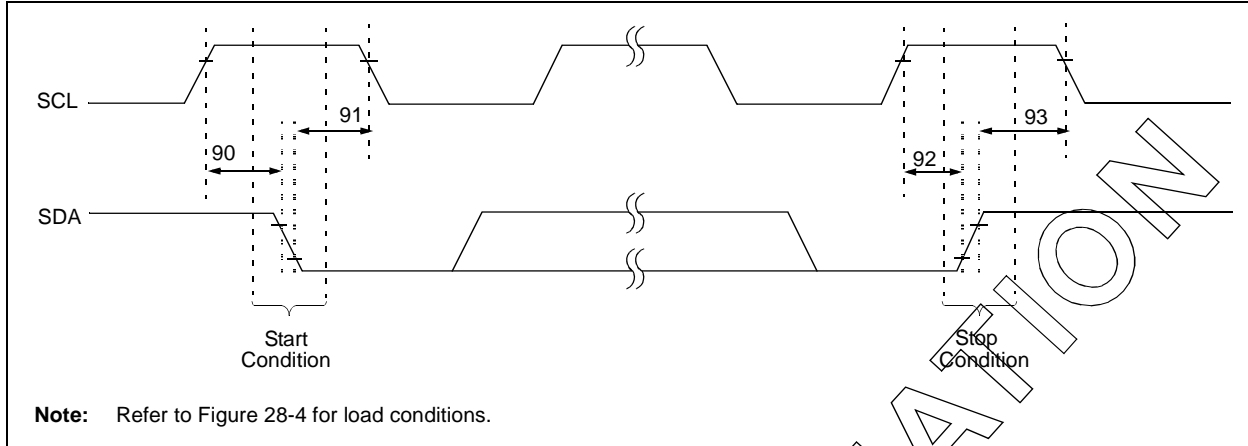 SCL
91
93
90
92
SDA
Start
Condition
Stop
Condition
Note: Refer to Figure 28-4 for load conditions.
ATION